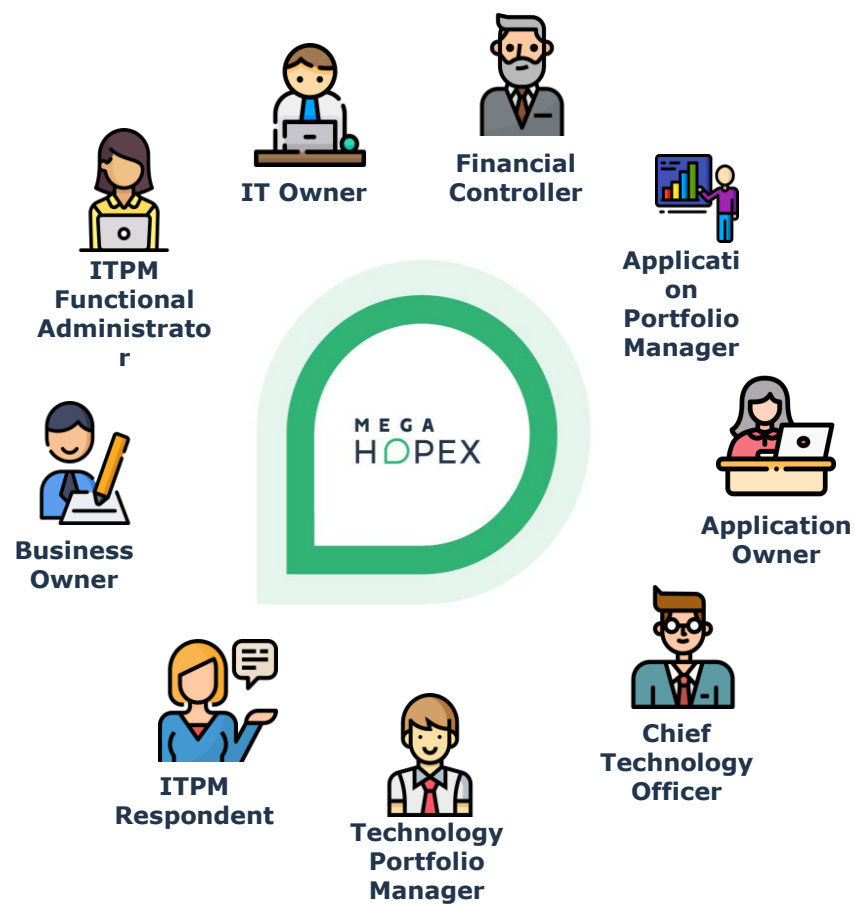 IT Owner
Financial
Controller
ITPM
Functional
Administrato
r
Applicati
on
Portfolio
Manager
MEGA
HOPEX
Business
Owner
Application
Owner
ITPM
Respondent
Technology
Portfolio
Manager
Chief
Technology
Officer